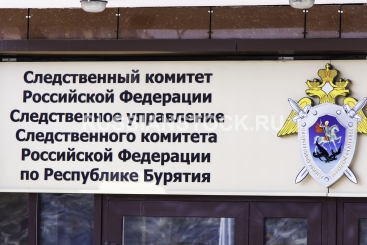 Следственный комитет
Российской Федерации
Следственное управление
Следственного комитета
Российской Федерации
по Республике Бурятия